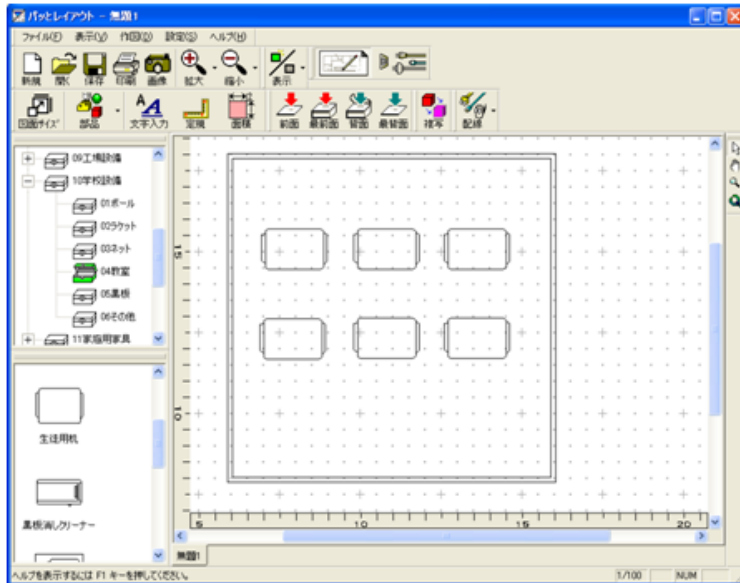 パッとレイアウト - 無題1
ファイル(F) 表示(V) 作図(D) 設定(S) ヘルプ(H)
新規 開く 保存 印刷 画像 拡大 縮小 表示
図面サイズ 部品 文字入力 定規 面積 前面 最前面 背面 最背面 複写 配線
09工場設備
10学校設備
01ボール
02ラケット
03ネット
04教室
05黒板
06その他
11家庭用家具
生徒用机
黒板消しクリーナー
15
10
5 10 15 20
無題1
ヘルプを表示するには F1 キーを押してください。
1/100 NUM